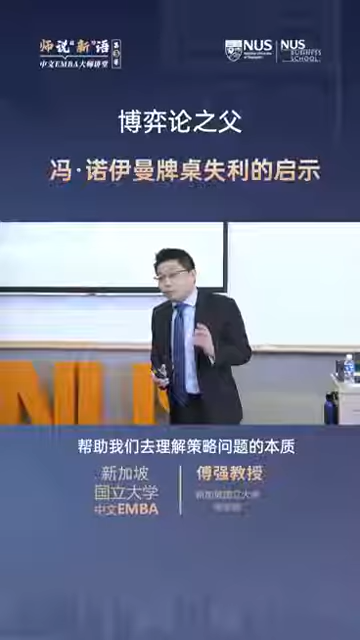 师说“新”语
中文EMBA大师讲堂
NUS
NUS
BUSINESS
SCHOOL
博弈论之父
冯·诺伊曼牌桌失利的启示
NU
帮助我们去理解策略问题的本质
新加坡
国立大学
中文EMBA
傅强教授
新加坡国立大学